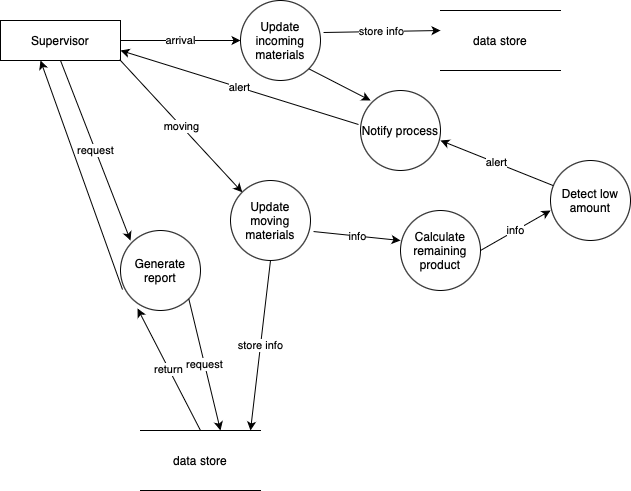 Supervisor
arrival
Update
incoming
materials
store info
data store
alert
Notify process
moving
request
alert
Detect low
amount
Update
moving
materials
info
Calculate
remaining
product
info
Generate
report
store info
return
request
data store